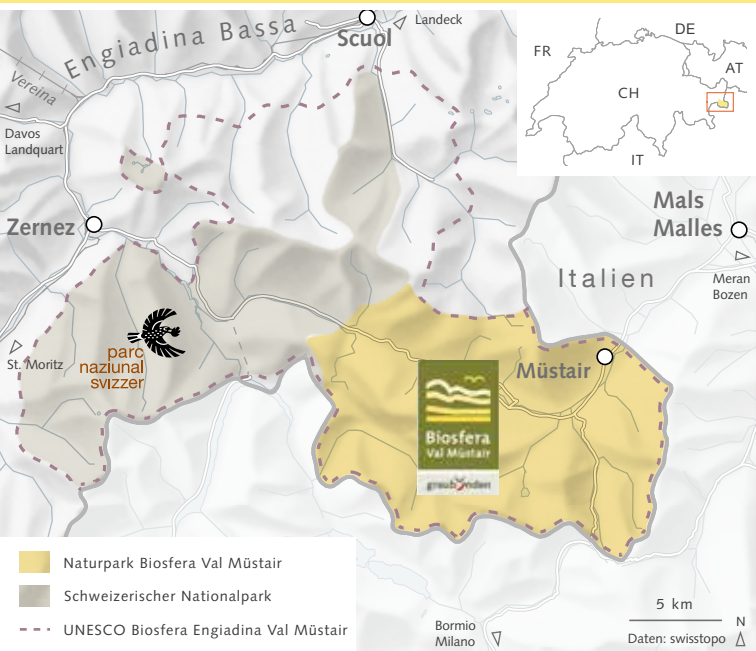 Engiadina Bassa
Scuol
Landeck
Vereina
Davos
Landquart
Zernez
St. Moritz
parc
naziunal
svizzer
FR
DE
AT
CH
IT
Mals
Malles
Meran
Bozen
Italien
Müstair
Biosfera
Val Müstair
graubünden
Naturpark Biosfera Val Müstair
Schweizerischer Nationalpark
UNESCO Biosfera Engiadina Val Müstair
Bormio
Milano
5 km
N
Daten: swisstopo